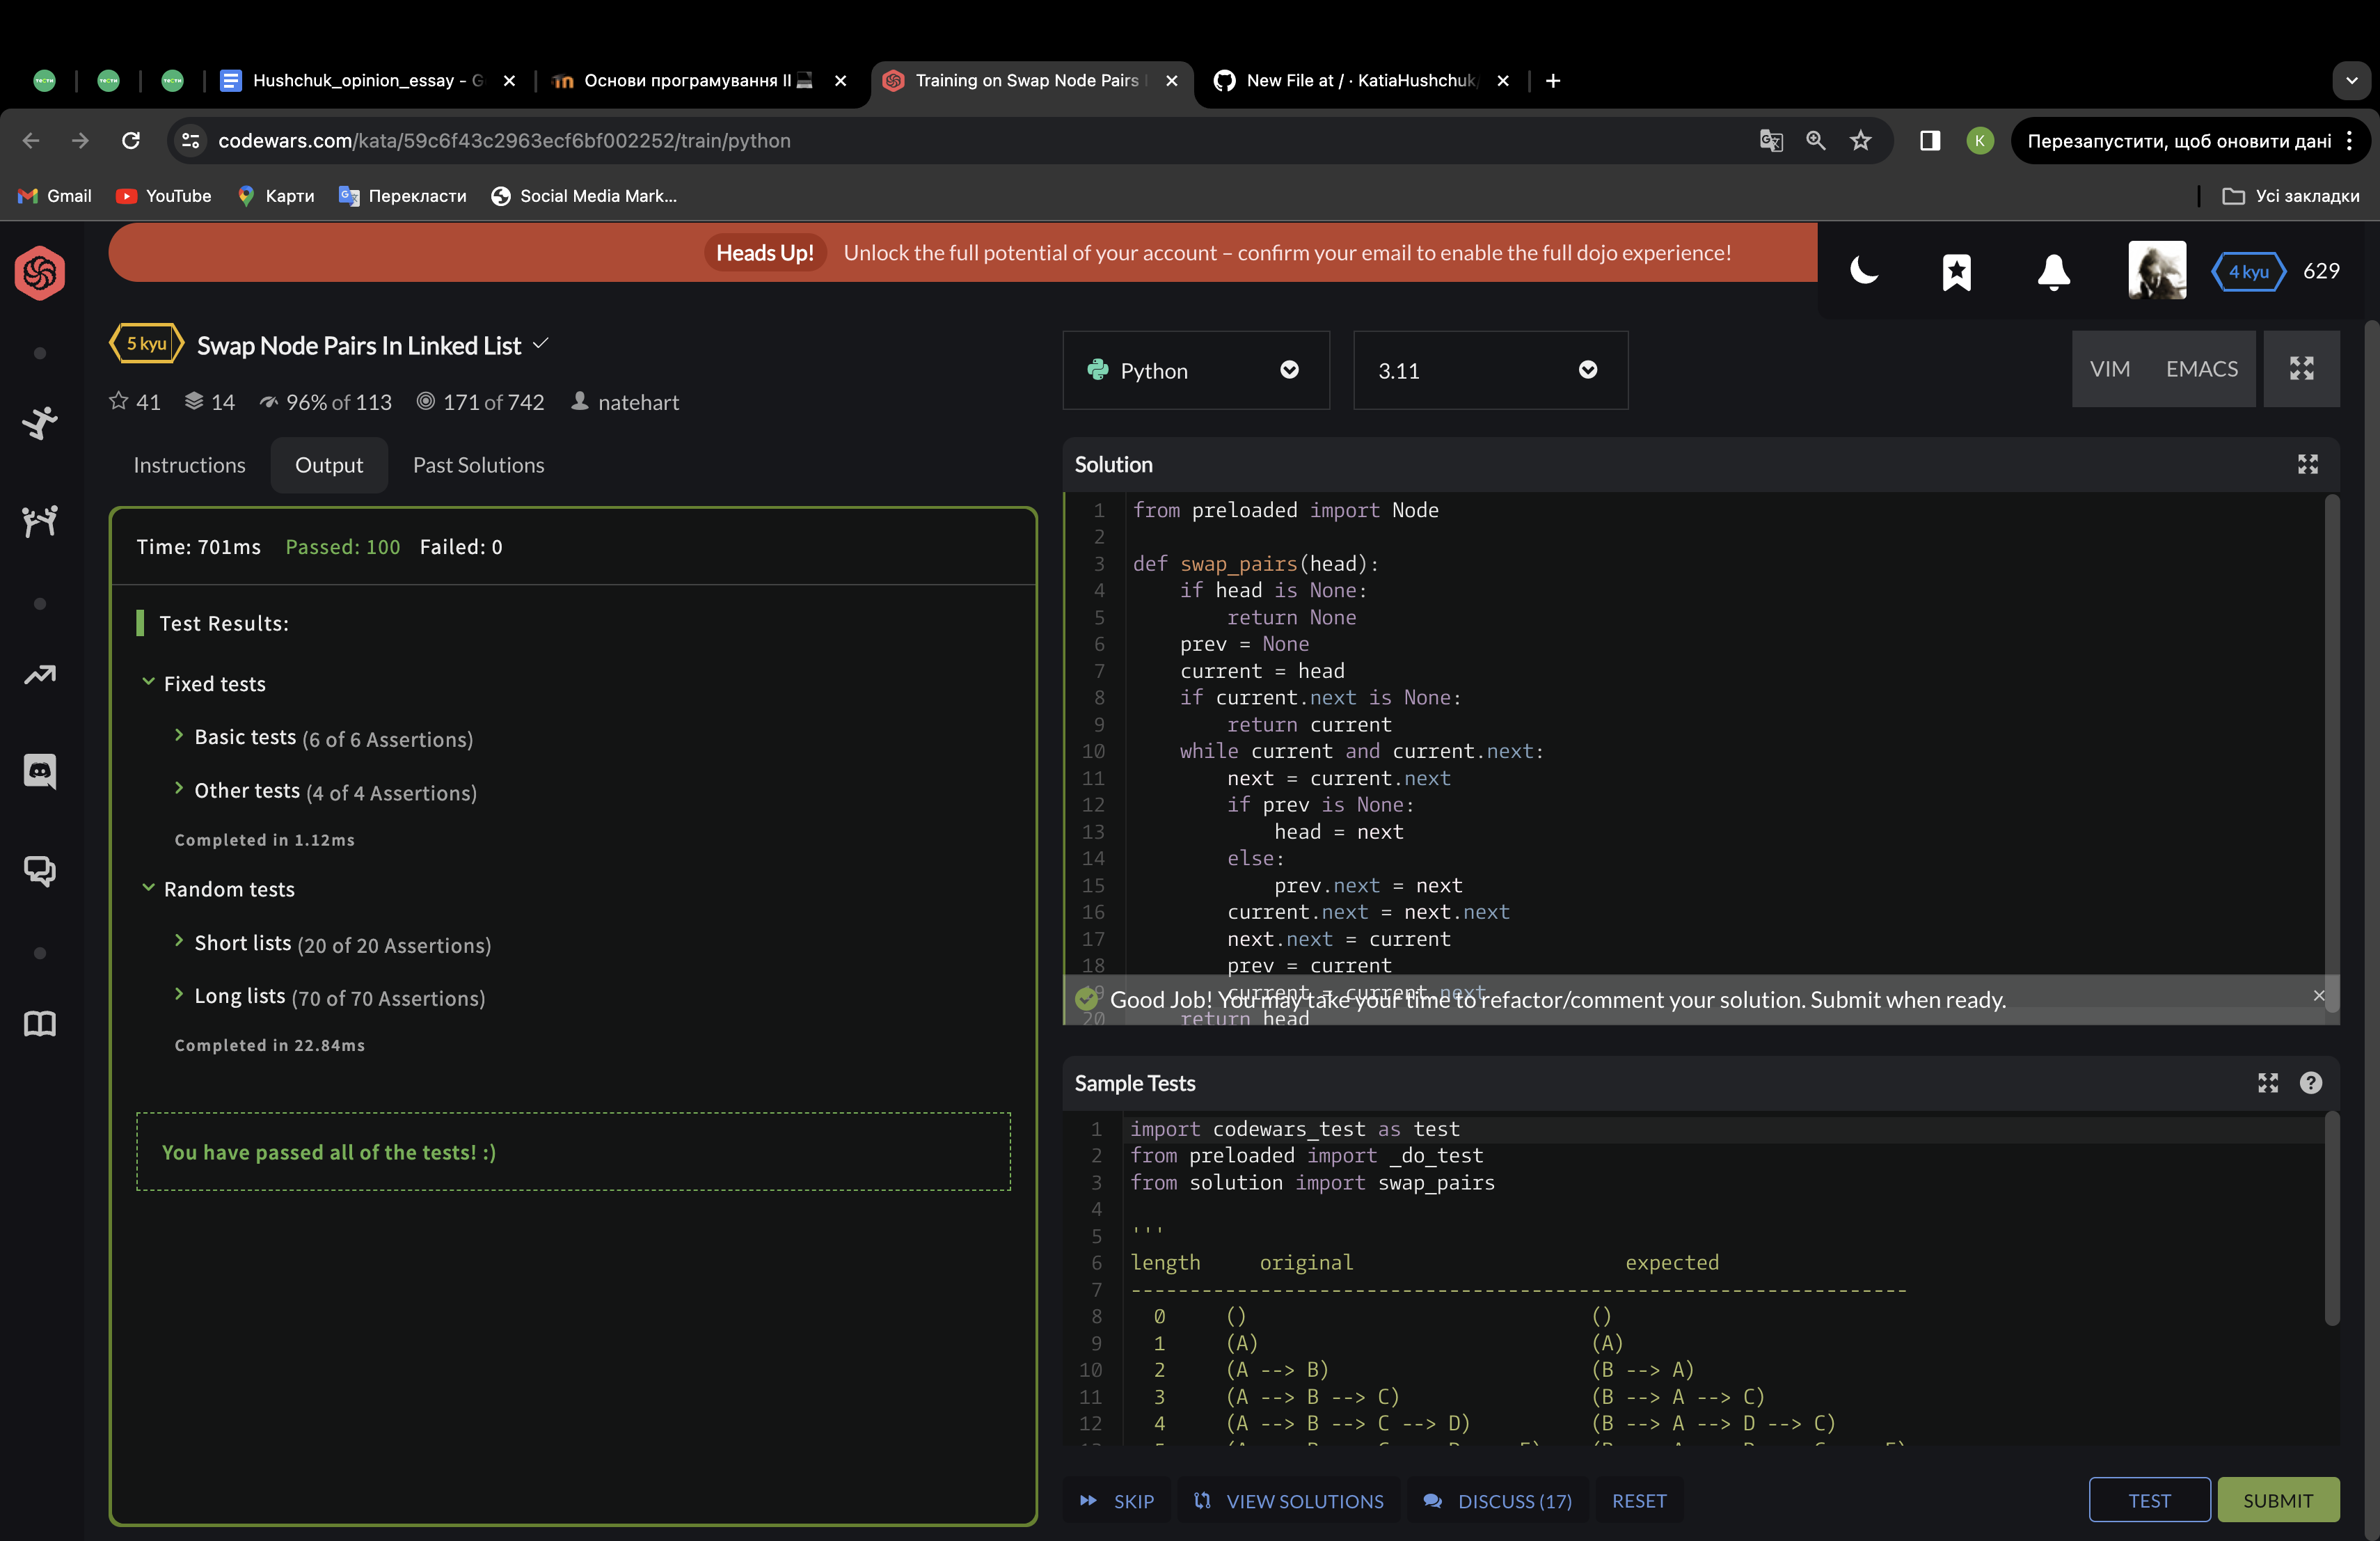 тести
тести
тести
Hushchuk_opinion_essay - G
Основи програмування II
Training on Swap Node Pairs
New File at / · KatiaHushchuk
codewars.com/kata/59c6f43c2963ecf6bf002252/train/python
K
Перезапустити, щоб оновити дані
Gmail
YouTube
Карти
Перекласти
Social Media Mark...
Усі закладки
Heads Up!
Unlock the full potential of your account – confirm your email to enable the full dojo experience!
4 kyu
629
5 kyu
Swap Node Pairs In Linked List
41
14
96% of 113
171 of 742
natehart
Python
3.11
VIM
EMACS
Instructions
Output
Past Solutions
Time: 701ms Passed: 100 Failed: 0
Test Results:
Fixed tests
Basic tests (6 of 6 Assertions)
Other tests (4 of 4 Assertions)
Completed in 1.12ms
Random tests
Short lists (20 of 20 Assertions)
Long lists (70 of 70 Assertions)
Completed in 22.84ms
You have passed all of the tests! :)
Solution
1 from preloaded import Node
2
3 def swap_pairs(head):
4     if head is None:
5         return None
6     prev = None
7     current = head
8     if current.next is None:
9         return current
10     while current and current.next:
11         next = current.next
12         if prev is None:
13             head = next
14         else:
15             prev.next = next
16         current.next = next.next
17         next.next = current
18         prev = current
19         current = current.next
20     return head
Good Job! You may take your time to refactor/comment your solution. Submit when ready.
Sample Tests
1 import codewars_test as test
2 from preloaded import _do_test
3 from solution import swap_pairs
4
5 '''
6 length     original                       expected
7 ------------------------------------------------------------------
8   0     ()                             ()
9   1     (A)                            (A)
10   2     (A --> B)                      (B --> A)
11   3     (A --> B --> C)                (B --> A --> C)
12   4     (A --> B --> C --> D)          (B --> A --> D --> C)
SKIP
VIEW SOLUTIONS
DISCUSS (17)
RESET
TEST
SUBMIT